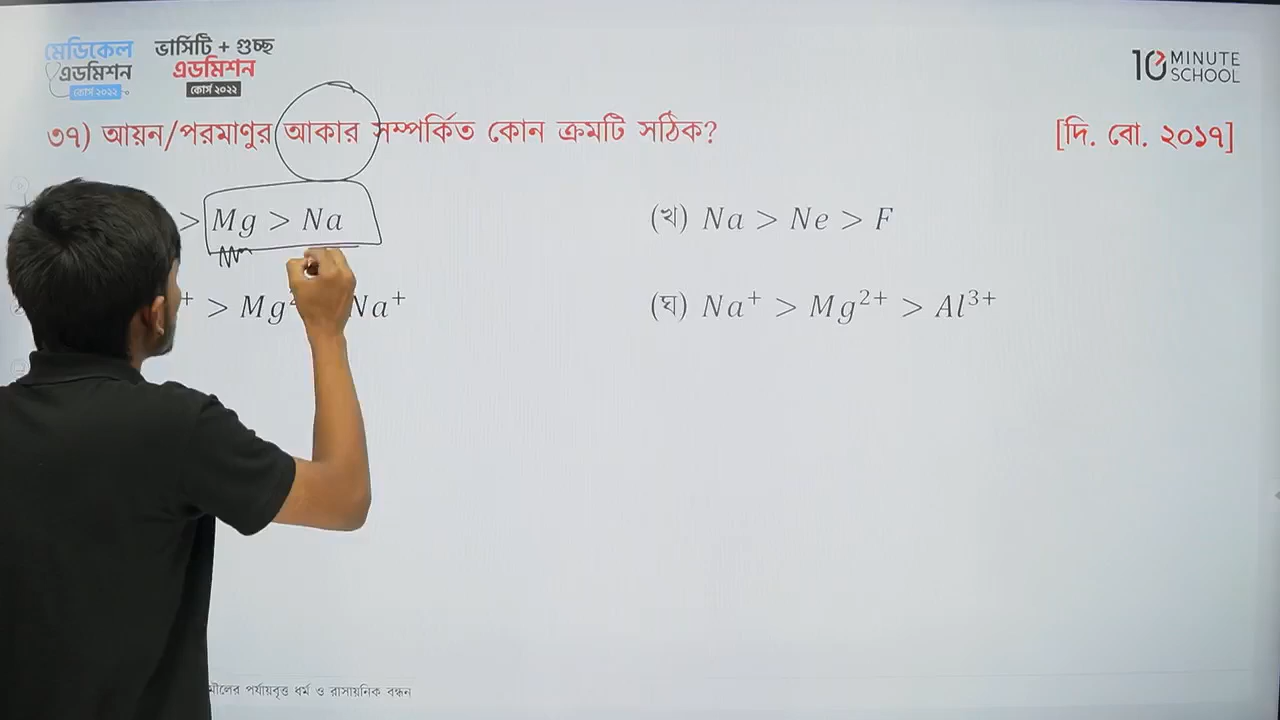 মেডিকেল এডমিশন কোর্স ২০২২
ভার্সিটি + গুচ্ছ এডমিশন কোর্স ২০২২
10 MINUTE SCHOOL
৩৭) আয়ন/পরমাণুর আকার সম্পর্কিত কোন ক্রমটি সঠিক? [দি. বো. ২০১৭]
> Mg > Na
(খ) Na > Ne > F
⁺ > Mg Na⁺
(ঘ) Na⁺ > Mg²⁺ > Al³⁺
মৌলের পর্যায়বৃত্ত ধর্ম ও রাসায়নিক বন্ধন